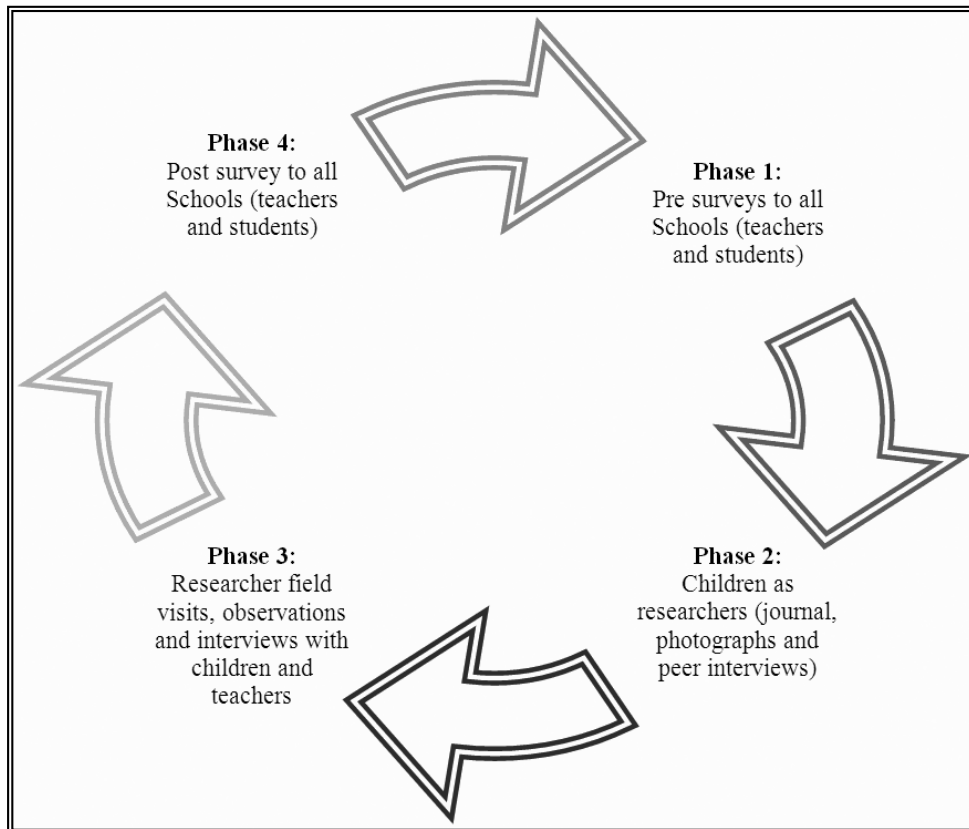 Phase 4:
Post survey to all
Schools (teachers
and students)
Phase 1:
Pre surveys to all
Schools (teachers
and students)
Phase 3:
Researcher field
visits, observations
and interviews with
children and
teachers
Phase 2:
Children as
researchers (journal,
photographs and
peer interviews)